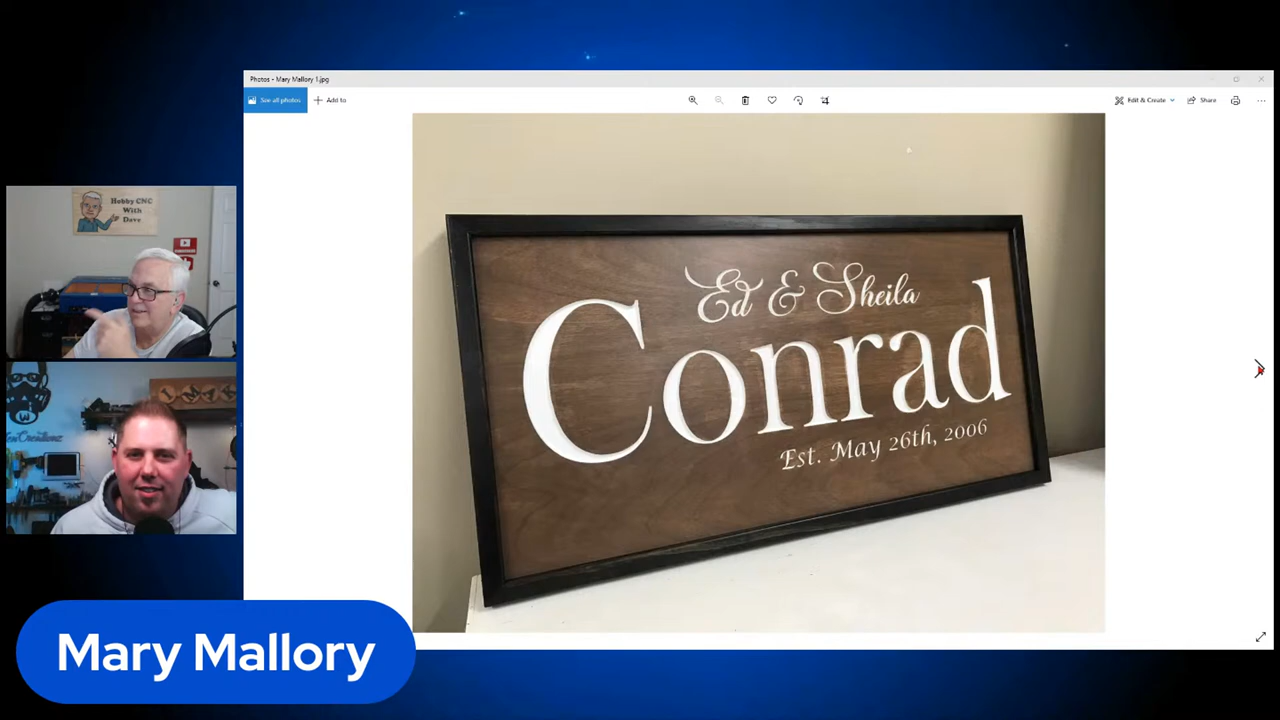 Photos - Mary Mallory 1.jpg
See all photos
Add to
Edit & Create
Share
Hobby CNC
With
Dave
Ed & Sheila
Conrad
Est. May 26th, 2006
Mary Mallory